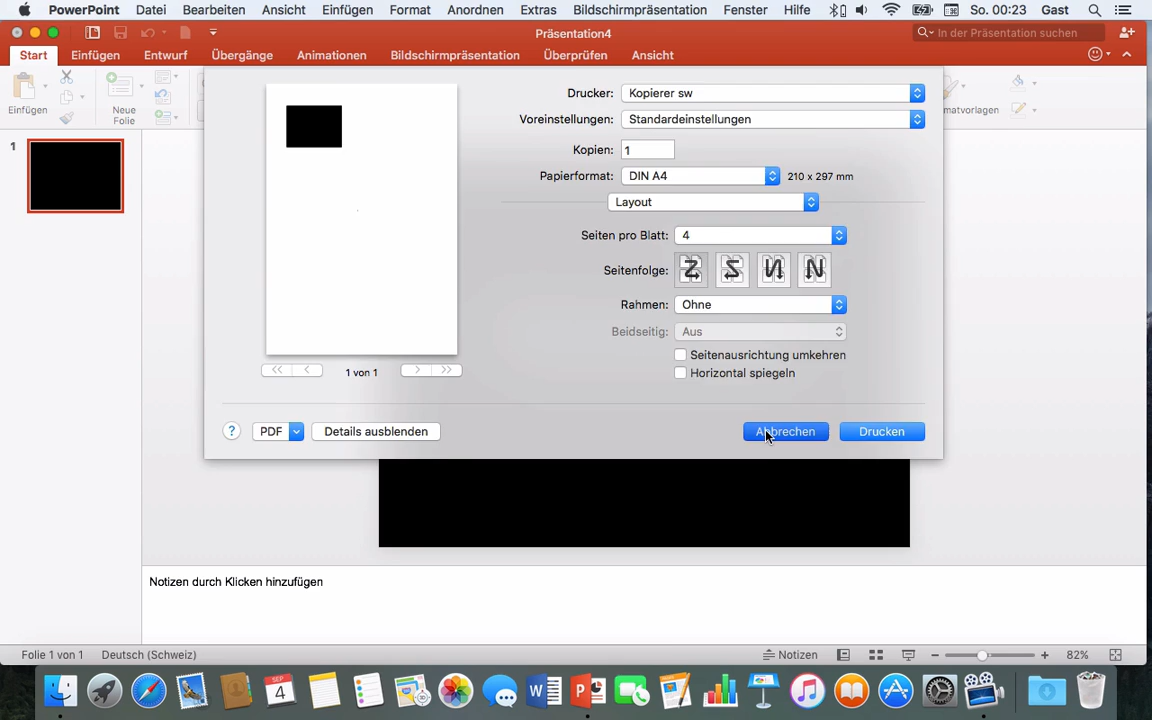 PowerPoint Datei Bearbeiten Ansicht Einfügen Format Anordnen Extras Bildschirmpräsentation Fenster Hilfe So. 00:23 Gast
Präsentation4
In der Präsentation suchen
Start Einfügen Entwurf Übergänge Animationen Bildschirmpräsentation Überprüfen Ansicht
Einfügen
Neue
Folie
matvorlagen
1
Drucker: Kopierer sw
Voreinstellungen: Standardeinstellungen
Kopien: 1
Papierformat: DIN A4 210 x 297 mm
Layout
Seiten pro Blatt: 4
Seitenfolge:
Rahmen: Ohne
Beidseitig: Aus
Seitenausrichtung umkehren
Horizontal spiegeln
1 von 1
? PDF Details ausblenden Abbrechen Drucken
Notizen durch Klicken hinzufügen
Folie 1 von 1 Deutsch (Schweiz) Notizen 82%
SEP
4